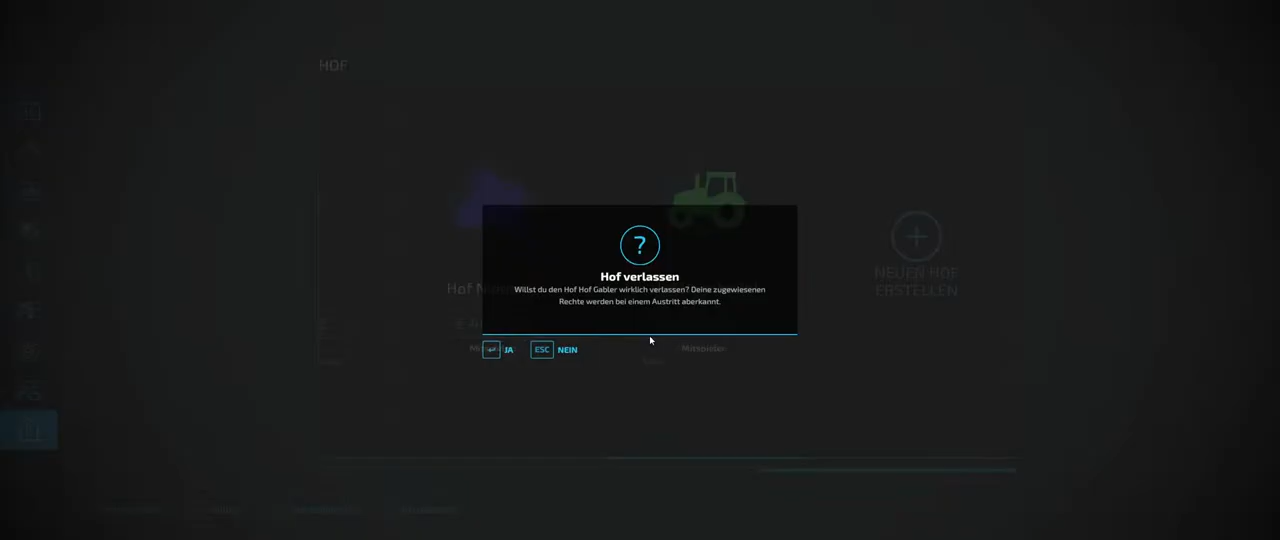 HOF
NEUEN HOF
ERSTELLEN
Hof verlassen
Willst du den Hof Hof Gabler wirklich verlassen? Deine zugewiesenen
Rechte werden bei einem Austritt aberkannt.
JA
ESC NEIN
Mitspieler